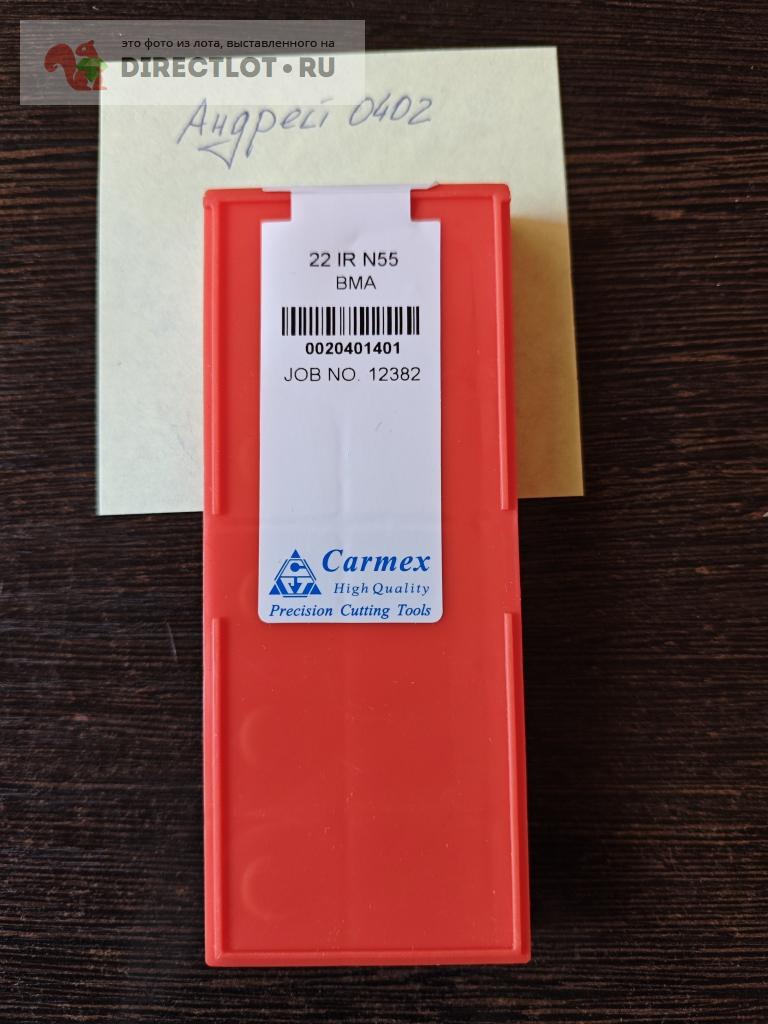 это фото из лота, выставленного на
DIRECTLOT.RU
Андрей 0402
22 IR N55
BMA
0020401401
JOB NO. 12382
Carmex
High Quality
Precision Cutting Tools